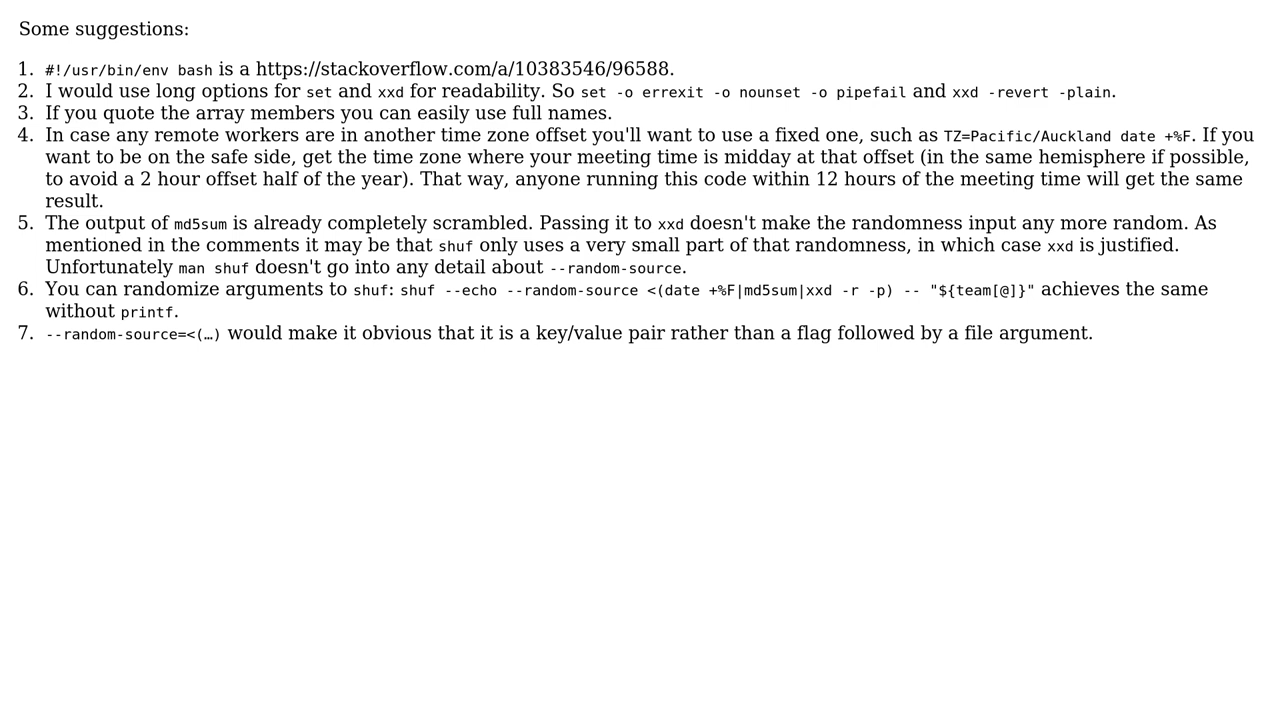 Some suggestions:
1. #!/usr/bin/env bash is a https://stackoverflow.com/a/10383546/96588.
2. I would use long options for set and xxd for readability. So set -o errexit -o nounset -o pipefail and xxd -revert -plain.
3. If you quote the array members you can easily use full names.
4. In case any remote workers are in another time zone offset you'll want to use a fixed one, such as TZ=Pacific/Auckland date +%F. If you
want to be on the safe side, get the time zone where your meeting time is midday at that offset (in the same hemisphere if possible,
to avoid a 2 hour offset half of the year). That way, anyone running this code within 12 hours of the meeting time will get the same
result.
5. The output of md5sum is already completely scrambled. Passing it to xxd doesn't make the randomness input any more random. As
mentioned in the comments it may be that shuf only uses a very small part of that randomness, in which case xxd is justified.
Unfortunately man shuf doesn't go into any detail about --random-source.
6. You can randomize arguments to shuf: shuf --echo --random-source <(date +%F|md5sum|xxd -r -p) -- "${team[@]}" achieves the same
without printf.
7. --random-source=<(…) would make it obvious that it is a key/value pair rather than a flag followed by a file argument.